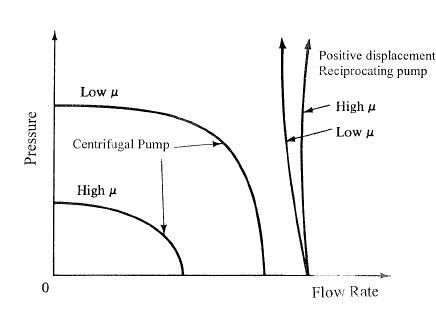 Positive displacement
Reciprocating pump
Low μ
High μ
Low μ
Centrifugal Pump
High μ
Pressure
0
Flow Rate